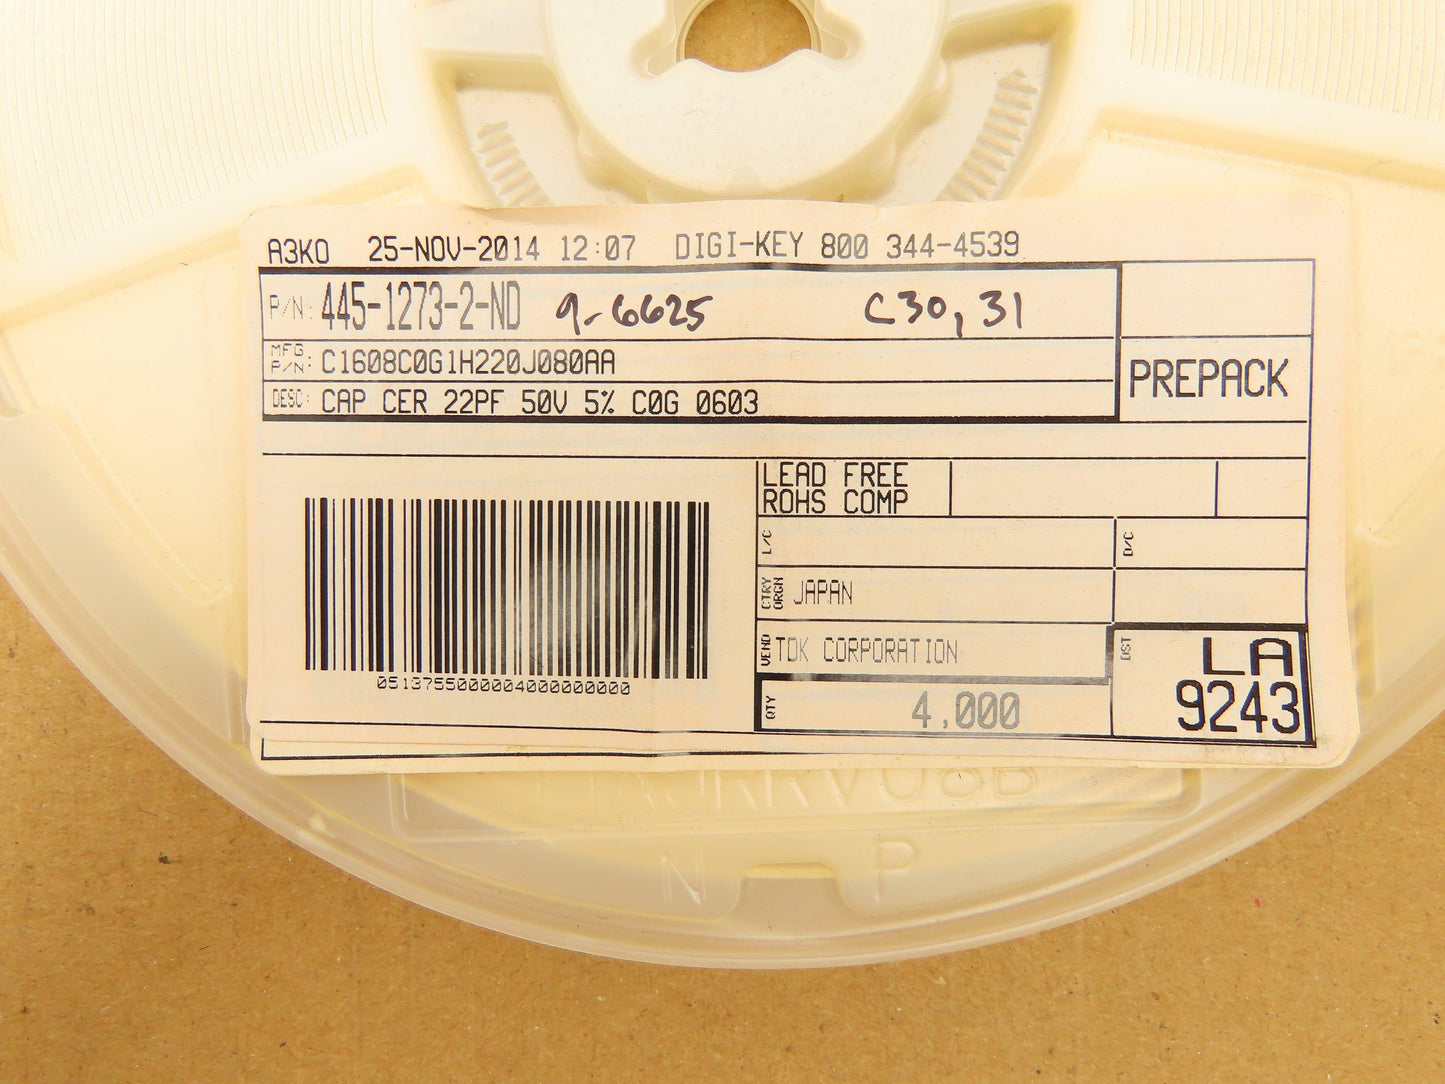 A3KO 25-NOV-2014 12:07 DIGI-KEY 800 344-4539
P/N: 445-1273-2-ND 9-6625 C30, 31
MFG P/N: C1608C0G1H220J080AA
DESC: CAP CER 22PF 50V 5% C0G 0603
PREPACK
LEAD FREE
ROHS COMP
L/C
D/C
CTRY ORGN JAPAN
VEND TDK CORPORATION
DST LA
9243
QTY 4,000
0513755000004000000000
N P